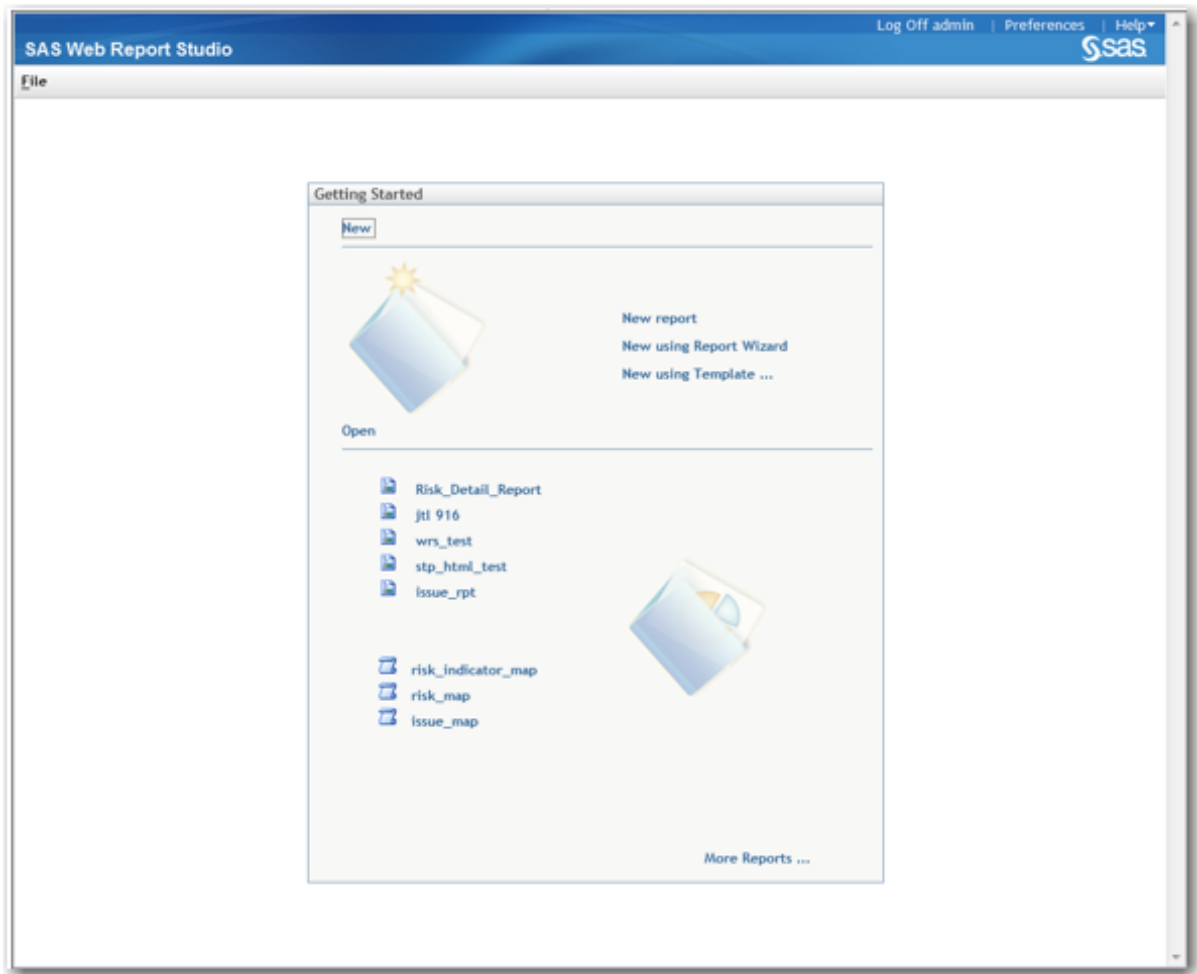 Log Off admin | Preferences | Help
SAS Web Report Studio
sas
File
Getting Started
New
New report
New using Report Wizard
New using Template ...
Open
Risk_Detail_Report
jtl 916
wrs_test
stp_html_test
issue_rpt
risk_indicator_map
risk_map
issue_map
More Reports ...